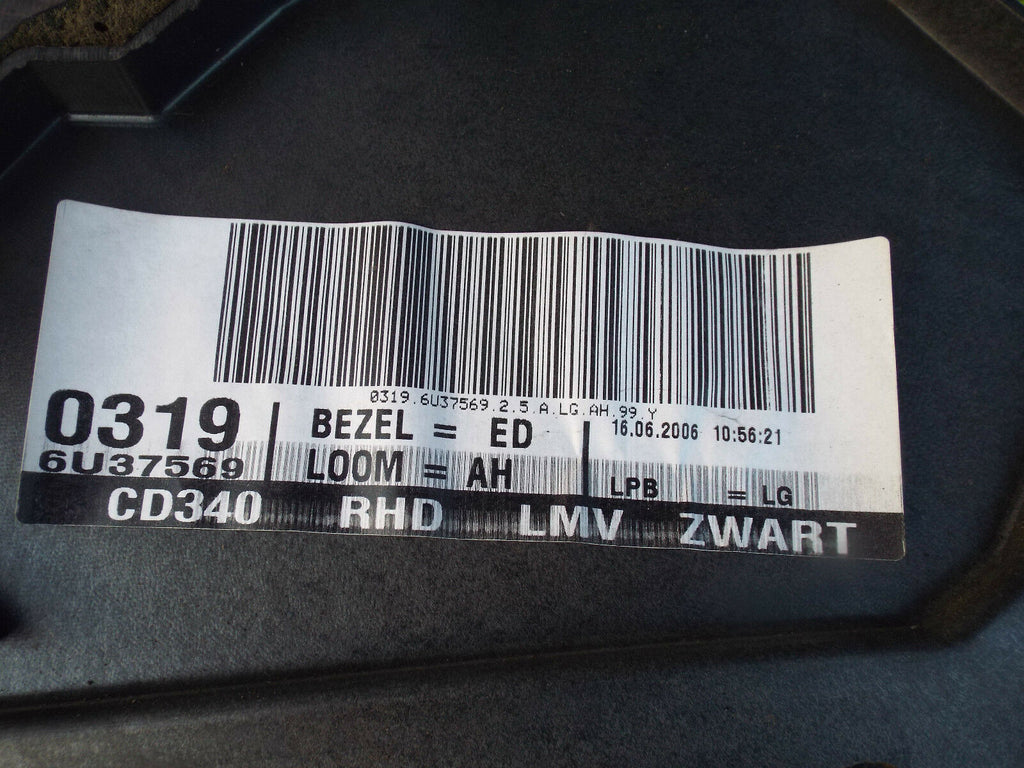 0319.6U37569.2.5.A.LG.AH.99.Y
0319
6U37569
BEZEL = ED
LOOM = AH
16.06.2006 10:56:21
LPB = LG
CD340 RHD LMV ZWART